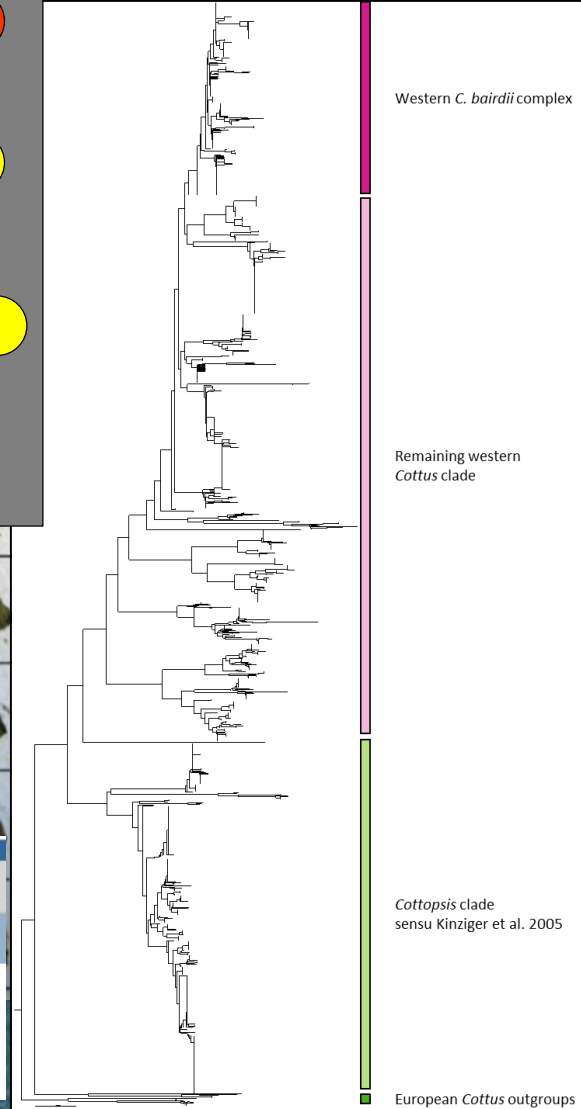 Western C. bairdii complex
Remaining western
Cottus clade
Cottopsis clade
sensu Kinziger et al. 2005
European Cottus outgroups